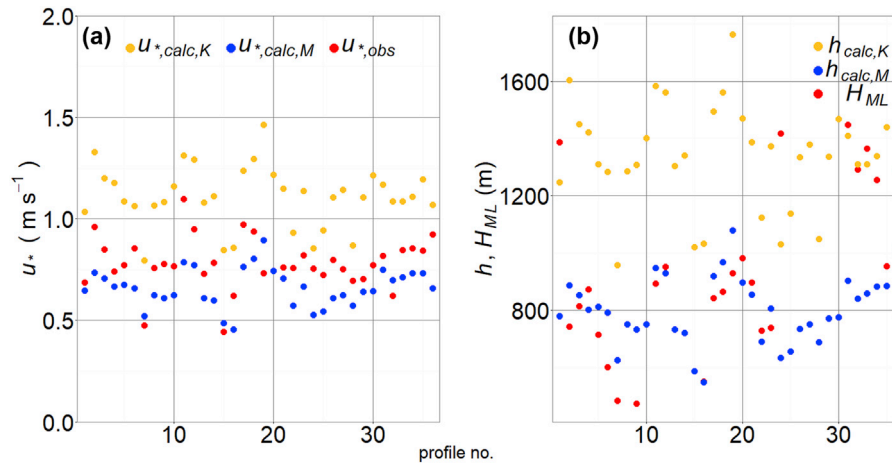 (a) u*,calc,K u*,calc,M u*,obs
2.0
1.5
1.0
0.5
0.0
u* ( m s⁻¹ )
10 20 30
profile no.
(b) hcalc,K
hcalc,M
HML
1600
1200
800
h, HML (m)
0 10 20 30